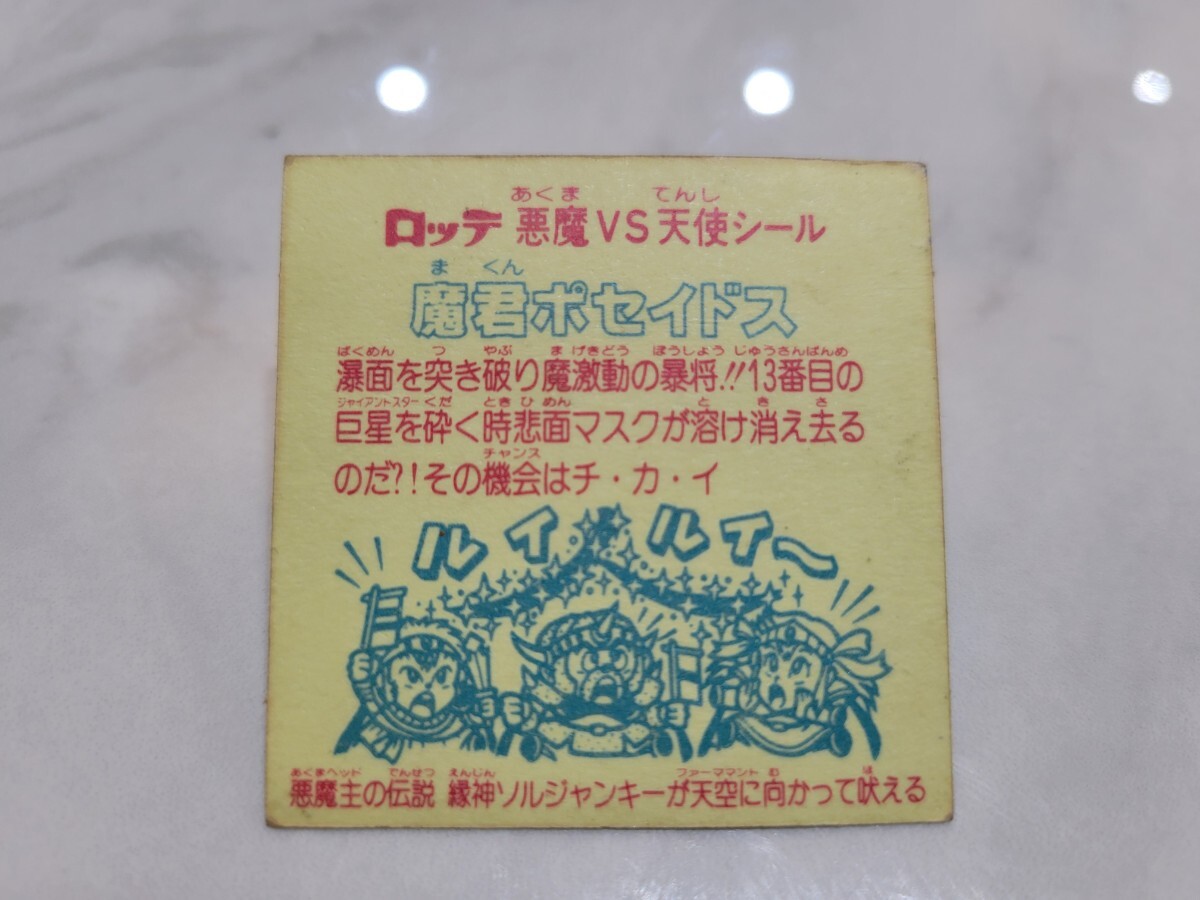 あくま てんし
ロッテ 悪魔VS天使シール
ま くん
魔君ポセイドス
ばくめん つ やぶ ま げきどう ぼうしょう じゅうさんばんめ
瀑面を突き破り魔激動の暴将!!13番目の
ジャイアントスター くだ とき ひ めん と き さ
巨星を砕く時悲面マスクが溶け消え去る
チャンス
のだ?!その機会はチ・カ・イ
ルイ・ルイ〜
あくまヘッド でんせつ えんじん ファーママント む ほ
悪魔主の伝説 縁神ソルジャンキーが天空に向かって吠える